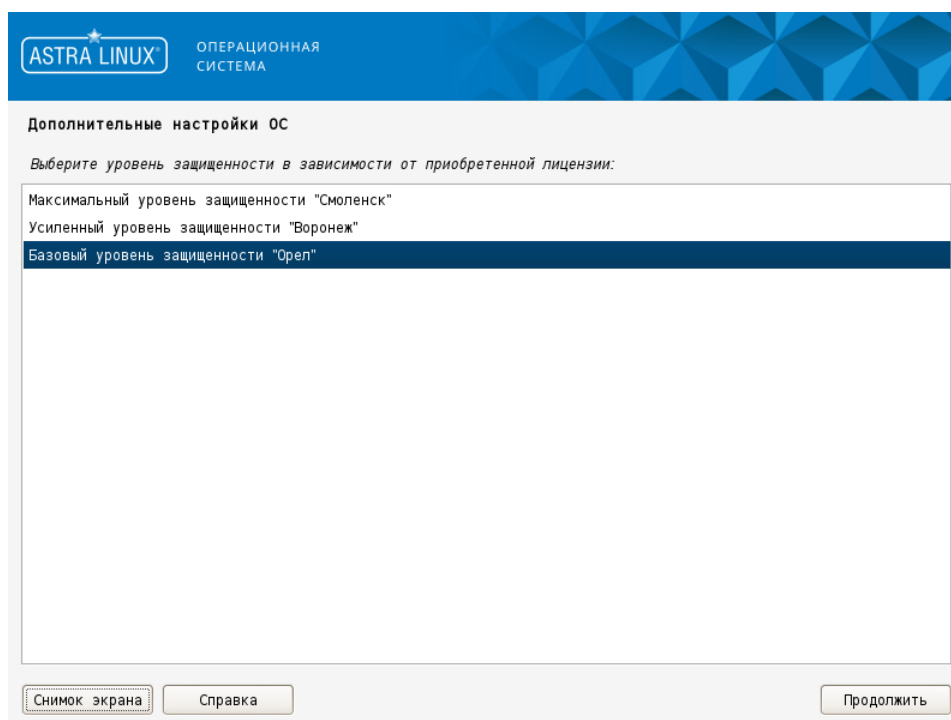 ASTRA LINUX®
ОПЕРАЦИОННАЯ
СИСТЕМА
Дополнительные настройки ОС
Выберите уровень защищенности в зависимости от приобретенной лицензии:
Максимальный уровень защищенности "Смоленск"
Усиленный уровень защищенности "Воронеж"
Базовый уровень защищенности "Орел"
Снимок экрана
Справка
Продолжить